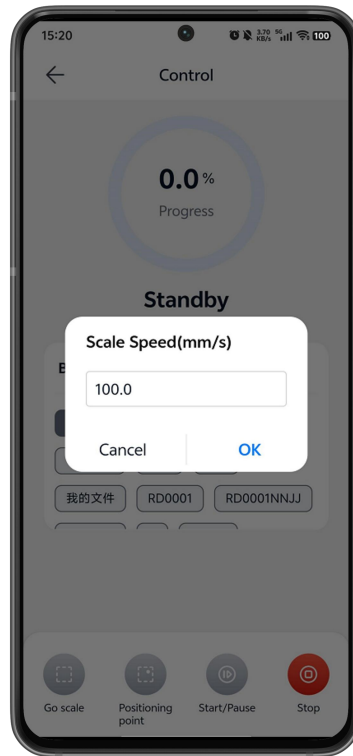 15:20
3.70 KB/s 5G 100
Control
0.0 %
Progress
Standby
Scale Speed(mm/s)
100.0
Cancel
OK
我的文件
RD0001
RD0001NNJJ
Go scale
Positioning point
Start/Pause
Stop